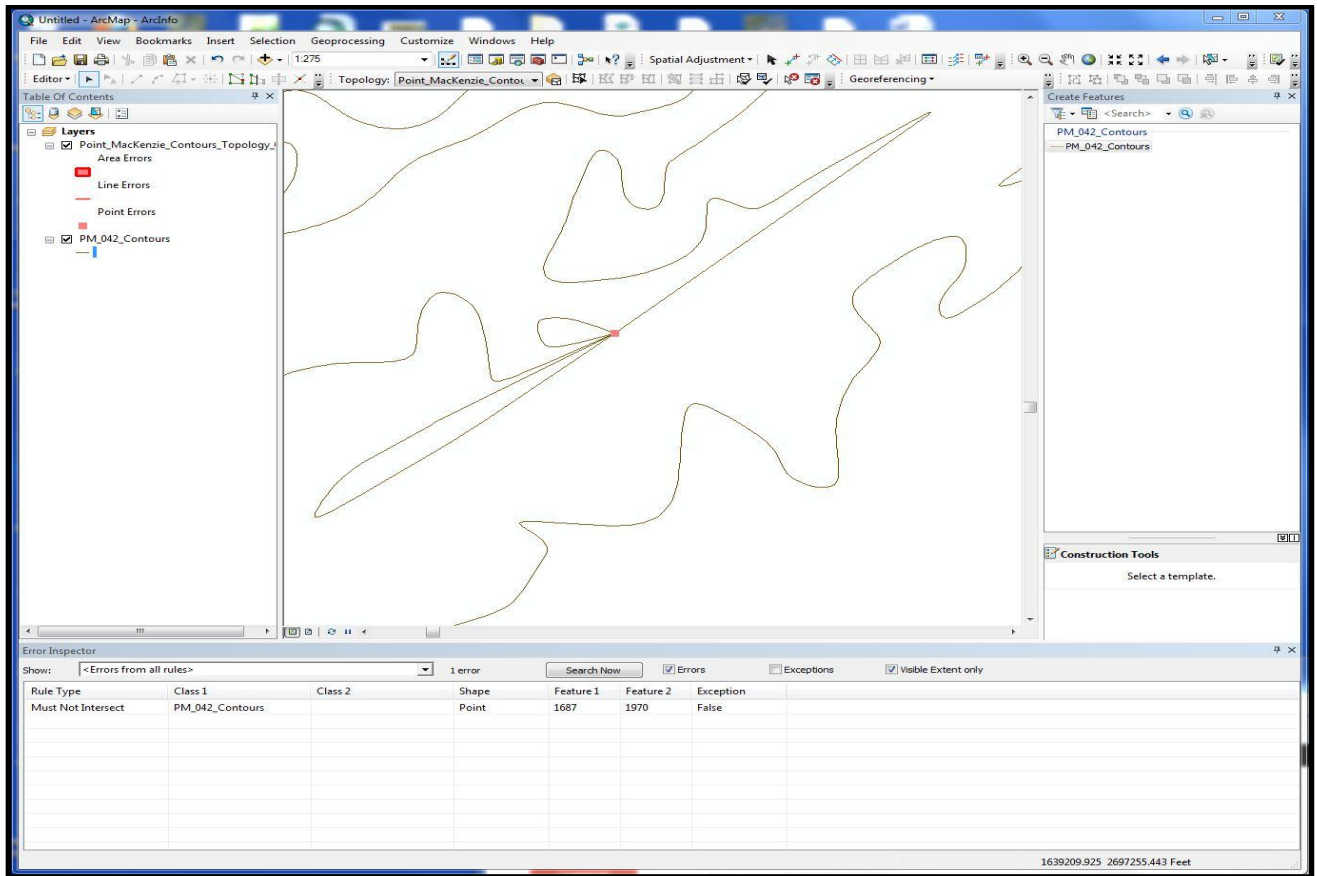 Untitled - ArcMap - ArcInfo
File Edit View Bookmarks Insert Selection Geoprocessing Customize Windows Help
1:275 Spatial Adjustment
Editor Topology: Point_MacKenzie_Contou Georeferencing
Table Of Contents
Layers
Point_MacKenzie_Contours_Topology_
Area Errors
Line Errors
Point Errors
PM_042_Contours
Create Features
<Search>
PM_042_Contours
PM_042_Contours
Construction Tools
Select a template.
Error Inspector
Show: <Errors from all rules> 1 error Search Now Errors Exceptions Visible Extent only
Rule Type Class 1 Class 2 Shape Feature 1 Feature 2 Exception
Must Not Intersect PM_042_Contours Point 1687 1970 False
1639209.925 2697255.443 Feet